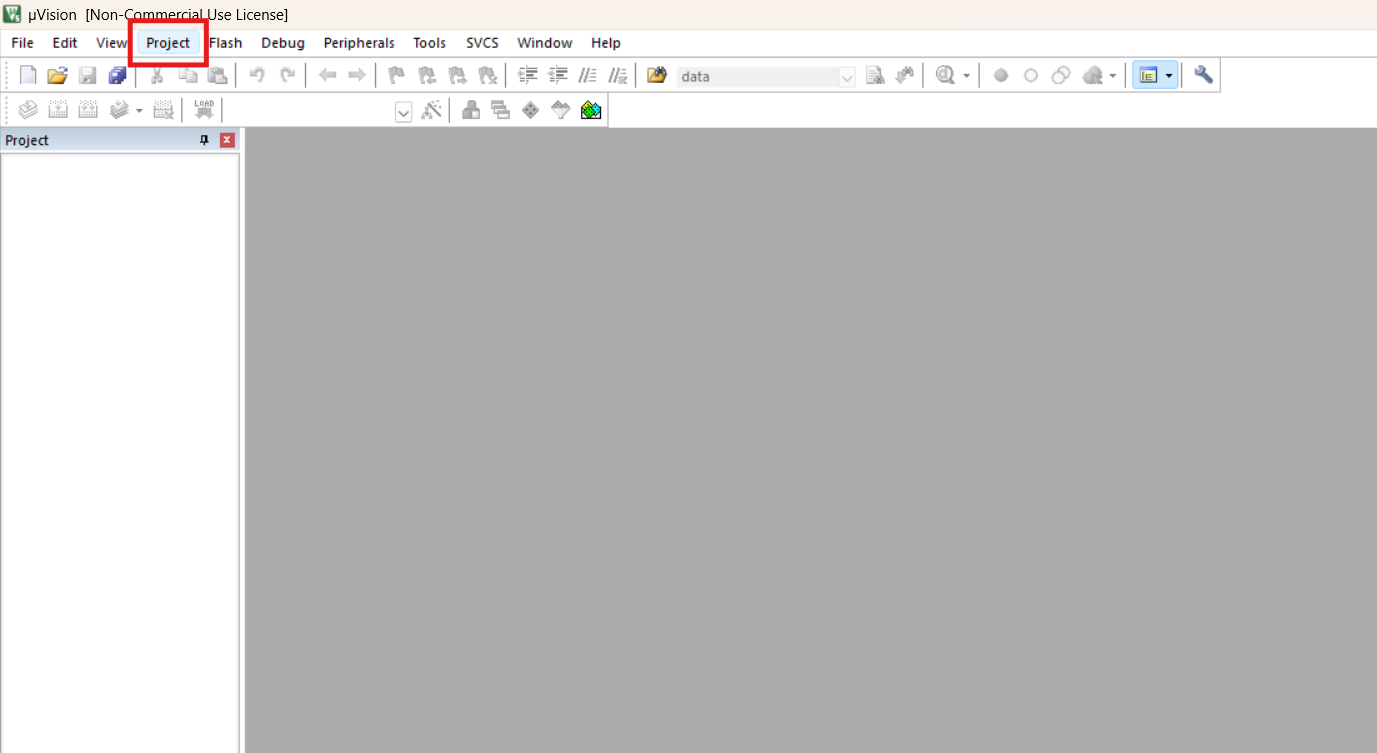 µVision [Non-Commercial Use License]
File Edit View Project Flash Debug Peripherals Tools SVCS Window Help
data
LOAD
Project